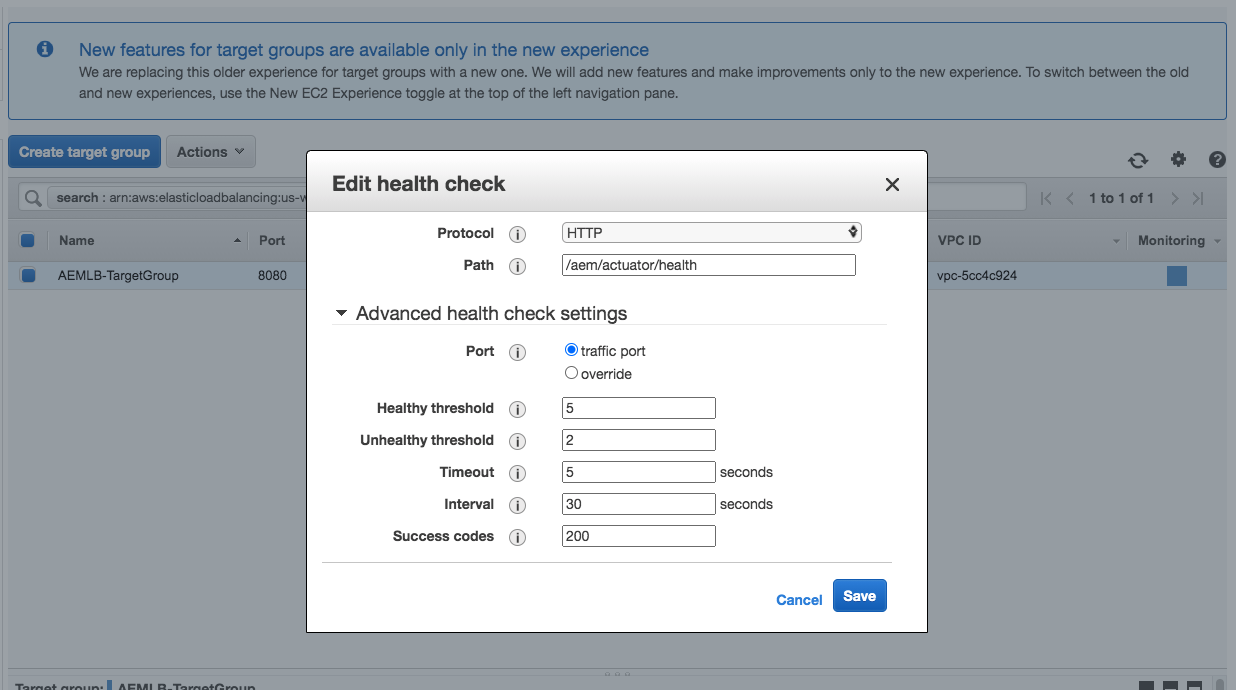 New features for target groups are available only in the new experience
We are replacing this older experience for target groups with a new one. We will add new features and make improvements only to the new experience. To switch between the old
and new experiences, use the New EC2 Experience toggle at the top of the left navigation pane.
Create target group Actions
search : arn:aws:elasticloadbalancing:us-w
1 to 1 of 1
Name Port VPC ID Monitoring
AEMLB-TargetGroup 8080 vpc-5cc4c924
Edit health check
Protocol HTTP
Path /aem/actuator/health
Advanced health check settings
Port traffic port
override
Healthy threshold 5
Unhealthy threshold 2
Timeout 5 seconds
Interval 30 seconds
Success codes 200
Cancel Save
Target group: AEMLB-TargetGroup